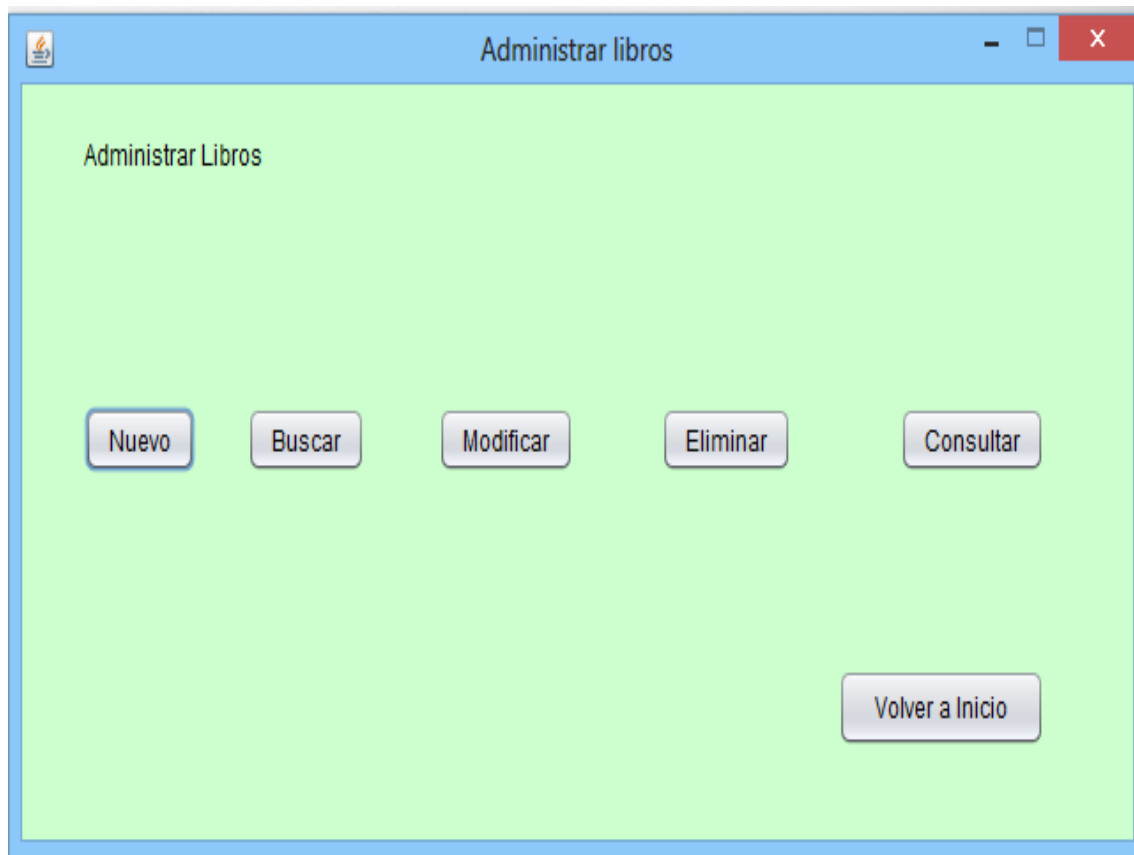 Administrar libros
Administrar Libros
Nuevo Buscar Modificar Eliminar Consultar
Volver a Inicio